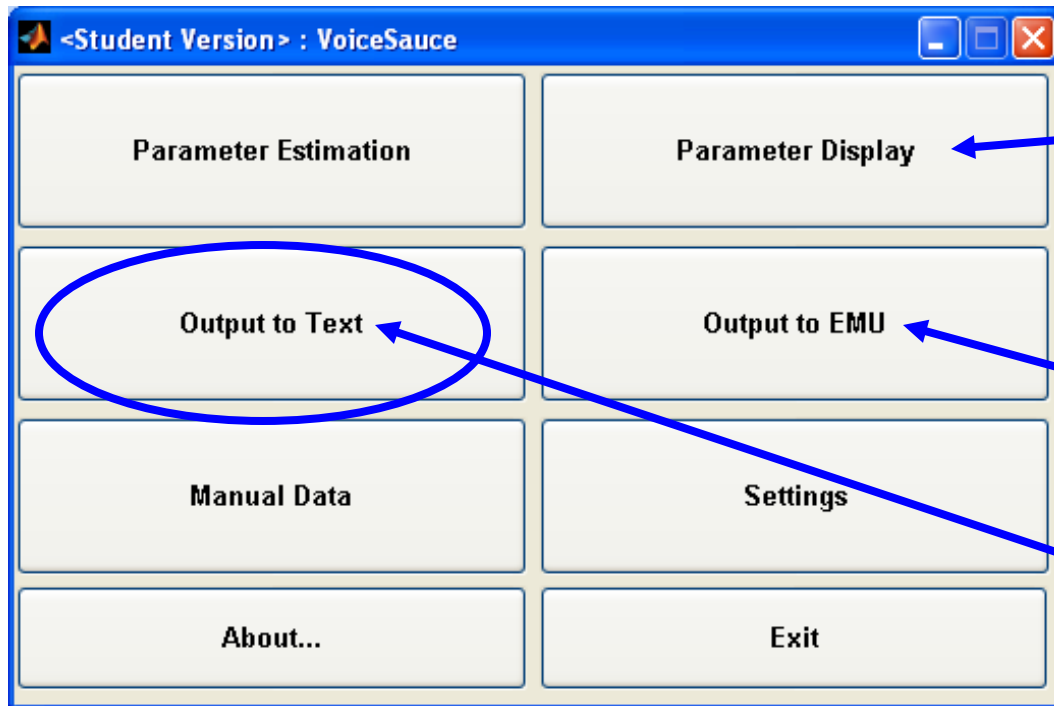 <Student Version> : VoiceSauce
Parameter Estimation
Parameter Display
Output to Text
Output to EMU
Manual Data
Settings
About...
Exit